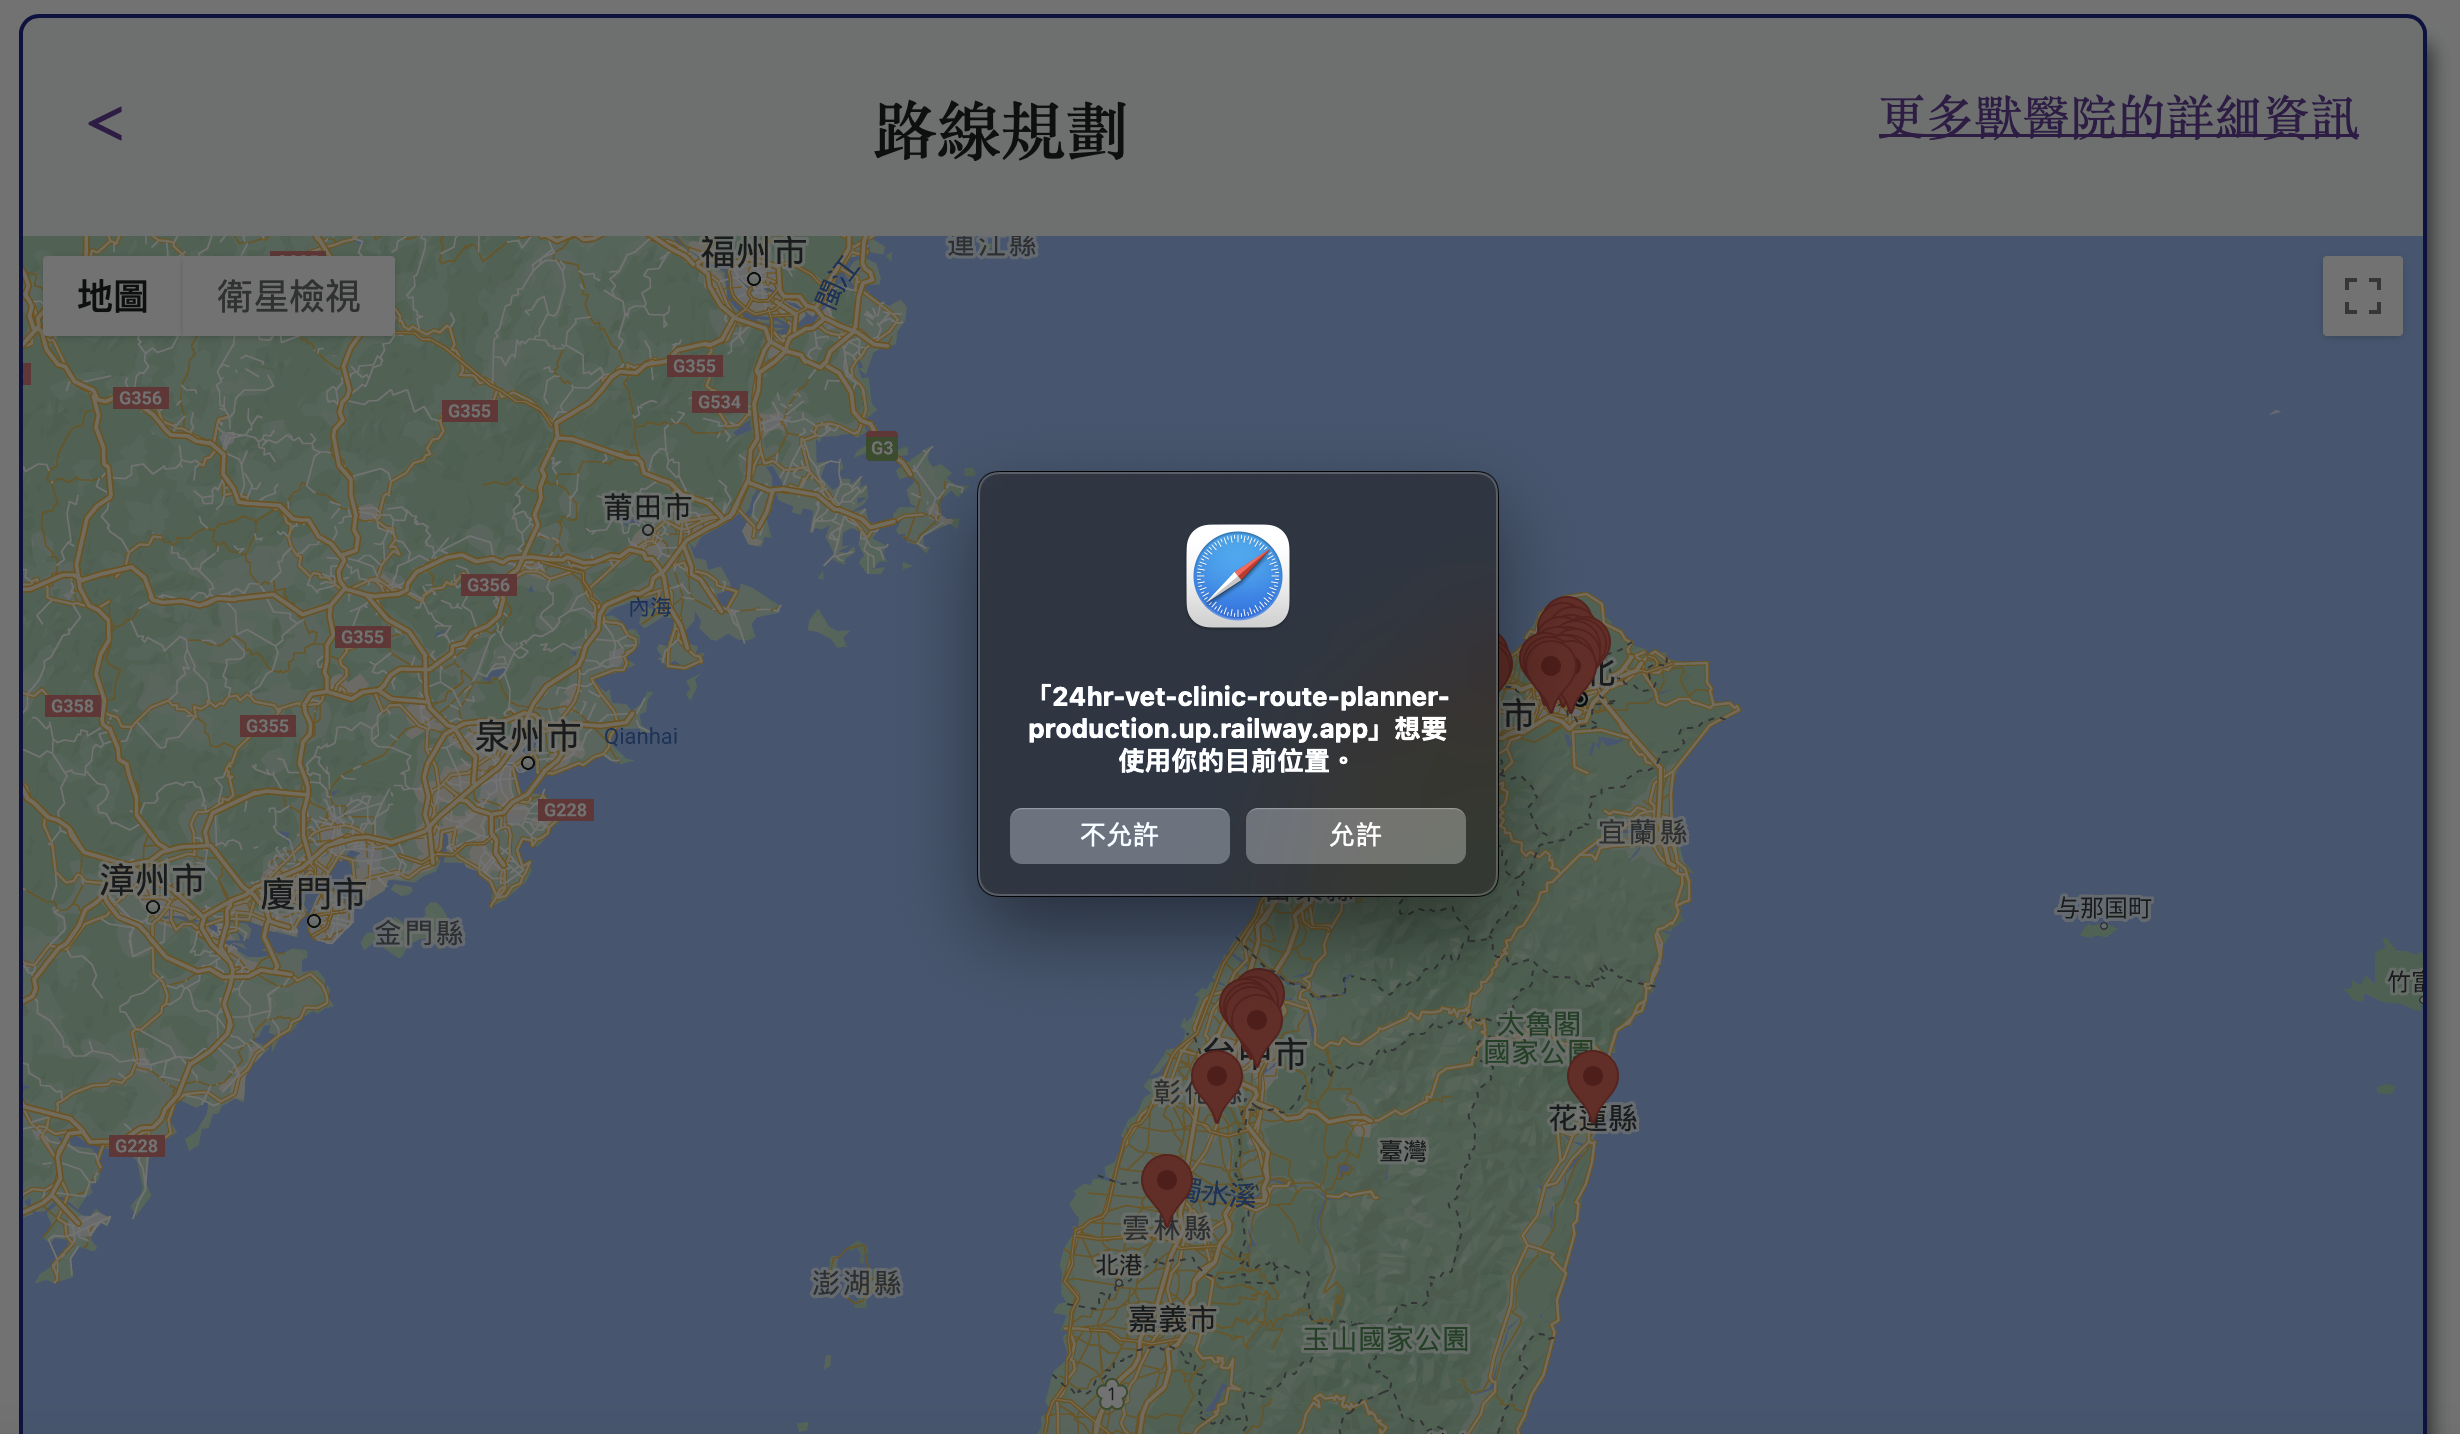 <
路線規劃
更多獸醫院的詳細資訊
地圖
衛星檢視
福州市
連江縣
閩江
G355
G534
G356
G355
G3
莆田市
G356
內海
G355
G358
G355
泉州市
Qianhai
G228
漳州市
廈門市
金門縣
「24hr-vet-clinic-route-planner-
production.up.railway.app」想要
使用你的目前位置。
不允許
允許
北
市
宜蘭縣
与那国町
竹富
太魯閣
國家公園
台中市
彰化縣
花蓮縣
臺灣
G228
濁水溪
雲林縣
北港
澎湖縣
嘉義市
玉山國家公園
1